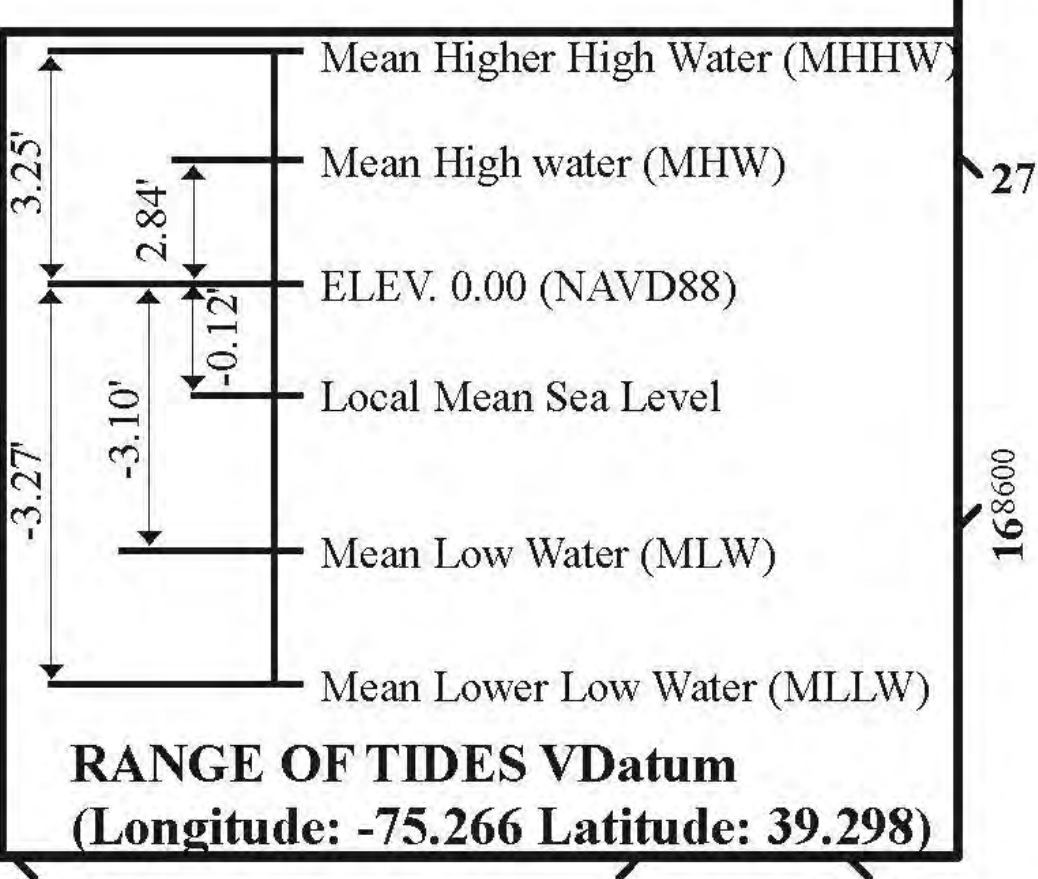 Mean Higher High Water (MHHW)
3.25'
Mean High water (MHW)
27
2.84'
ELEV. 0.00 (NAVD88)
-0.12'
Local Mean Sea Level
-3.10'
-3.27'
168600
Mean Low Water (MLW)
Mean Lower Low Water (MLLW)
RANGE OF TIDES VDatum
(Longitude: -75.266 Latitude: 39.298)